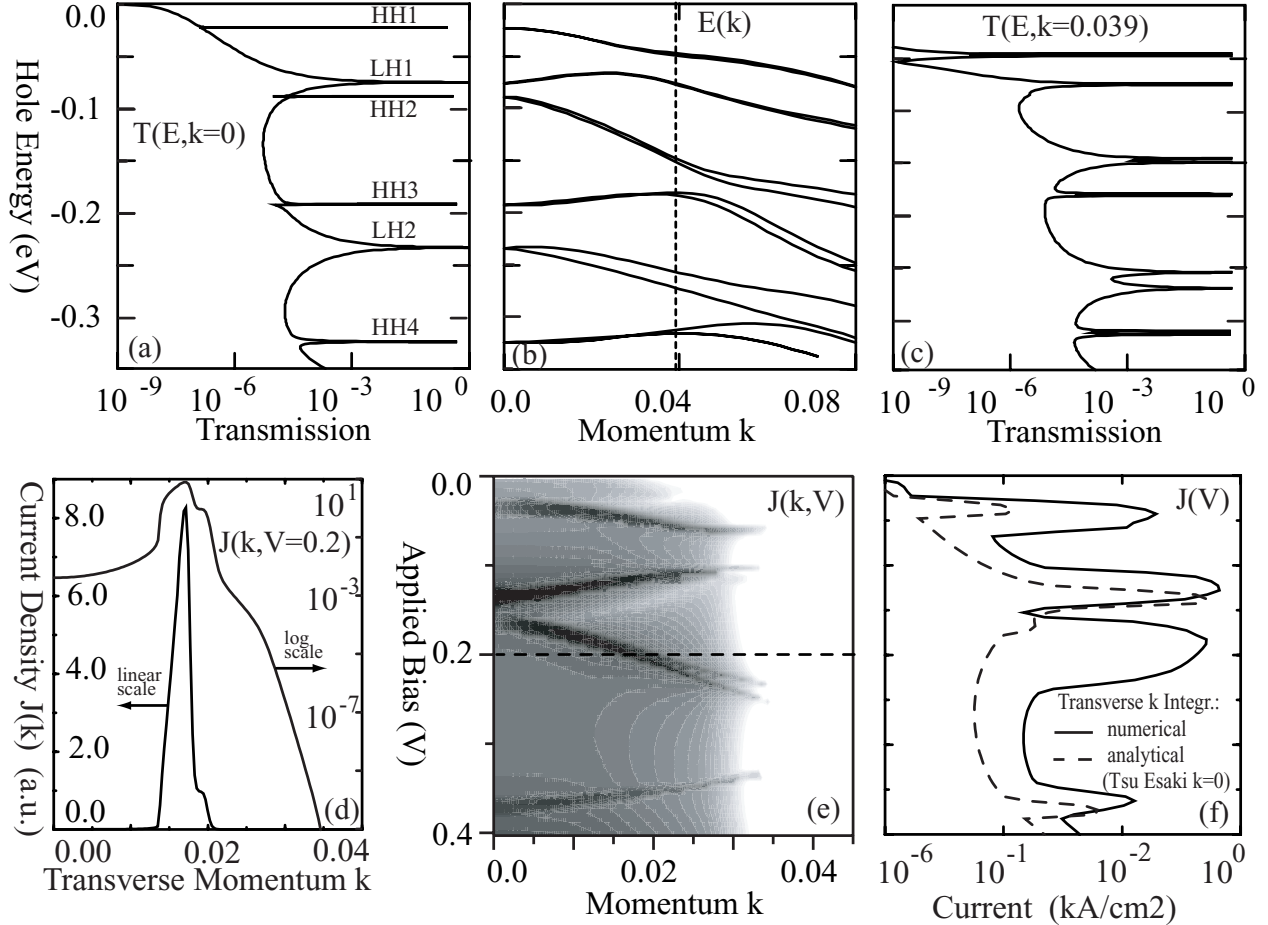 0.0
-0.1
-0.2
-0.3
Hole Energy (eV)
HH1
LH1
HH2
T(E,k=0)
HH3
LH2
HH4
(a)
10 -9
10 -6
10 -3
10 0
Transmission
E(k)
(b)
0.0
0.04
0.08
Momentum k
T(E,k=0.039)
(c)
10 -9
10 -6
10 -3
10 0
Transmission
8.0
6.0
4.0
2.0
0.0
Current Density J(k) (a.u.)
10 1
J(k,V=0.2)
10 -3
log
scale
linear
scale
10 -7
(d)
0.00
0.02
0.04
Transverse Momentum k
0.0
0.2
0.4
Applied Bias (V)
J(k,V)
(e)
0.0
0.02
0.04
Momentum k
J(V)
Transverse k Integr.:
numerical
analytical
(Tsu Esaki k=0)
(f)
10 -6
10 -1
10 -2
10 0
Current (kA/cm2)